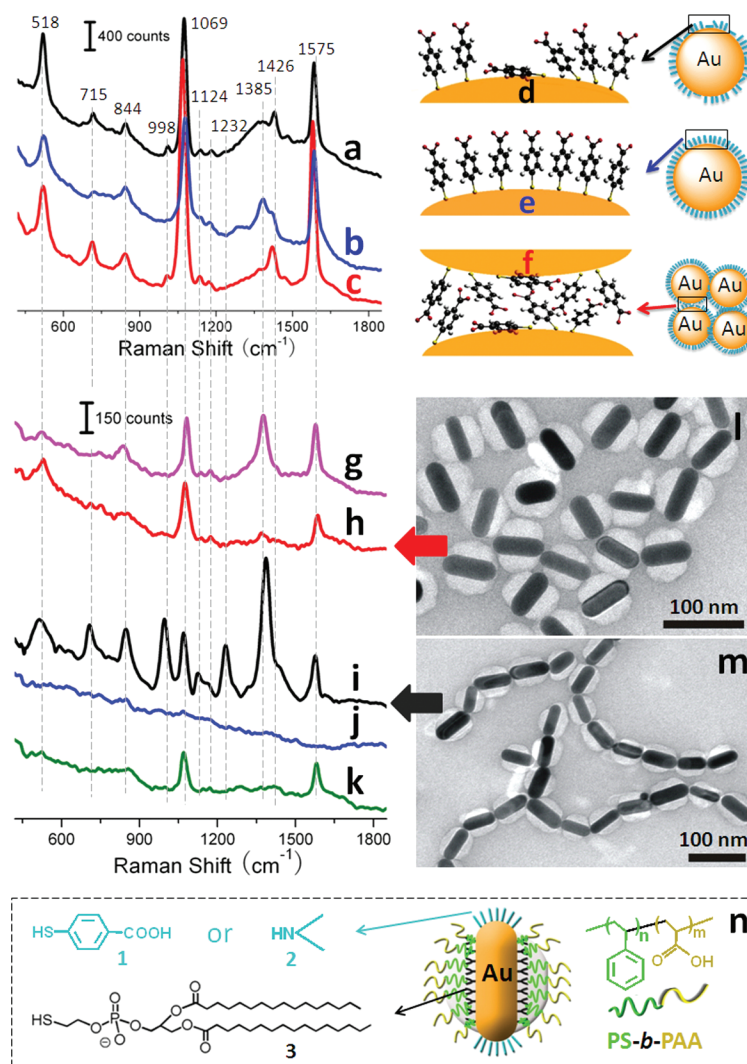 518
400 counts
1069
1575
1426
1385
1124
715
844
998
1232
a
b
c
600 900 1200 1500 1800
Raman Shift (cm⁻¹)
d
Au
e
Au
f
Au
Au
Au
Au
150 counts
g
h
i
j
k
600 900 1200 1500 1800
Raman Shift (cm⁻¹)
l
100 nm
m
100 nm
n
HS
COOH
1
or
HN
2
Au
n
m
O
OH
HS
O
P
O
O
⊖
O
O
O
O
O
3
PS-b-PAA